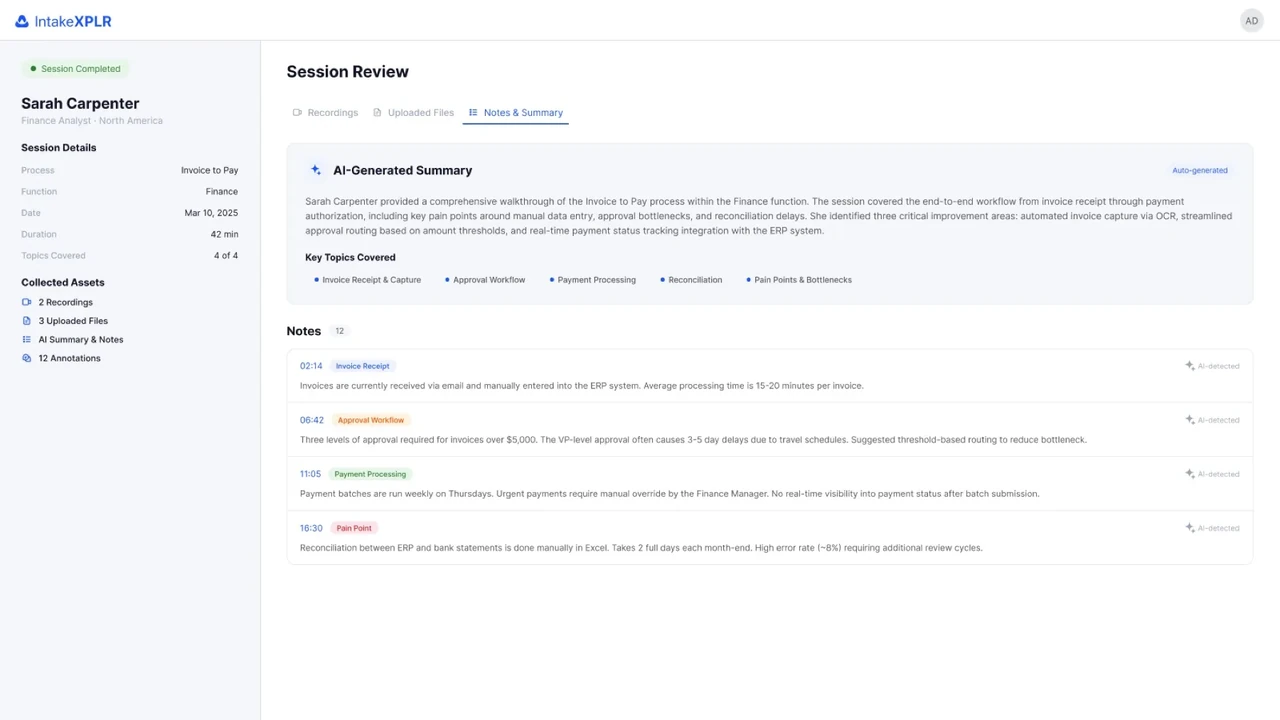 IntakeXPLR
AD
Session Completed
Sarah Carpenter
Finance Analyst · North America
Session Details
Process Invoice to Pay
Function Finance
Date Mar 10, 2025
Duration 42 min
Topics Covered 4 of 4
Collected Assets
2 Recordings
3 Uploaded Files
AI Summary & Notes
12 Annotations
Session Review
Recordings Uploaded Files Notes & Summary
AI-Generated Summary Auto-generated
Sarah Carpenter provided a comprehensive walkthrough of the Invoice to Pay process within the Finance function. The session covered the end-to-end workflow from invoice receipt through payment
authorization, including key pain points around manual data entry, approval bottlenecks, and reconciliation delays. She identified three critical improvement areas: automated invoice capture via OCR, streamlined
approval routing based on amount thresholds, and real-time payment status tracking integration with the ERP system.
Key Topics Covered
Invoice Receipt & Capture Approval Workflow Payment Processing Reconciliation Pain Points & Bottlenecks
Notes 12
02:14 Invoice Receipt AI-detected
Invoices are currently received via email and manually entered into the ERP system. Average processing time is 15-20 minutes per invoice.
06:42 Approval Workflow AI-detected
Three levels of approval required for invoices over $5,000. The VP-level approval often causes 3-5 day delays due to travel schedules. Suggested threshold-based routing to reduce bottleneck.
11:05 Payment Processing AI-detected
Payment batches are run weekly on Thursdays. Urgent payments require manual override by the Finance Manager. No real-time visibility into payment status after batch submission.
16:30 Pain Point AI-detected
Reconciliation between ERP and bank statements is done manually in Excel. Takes 2 full days each month-end. High error rate (~8%) requiring additional review cycles.